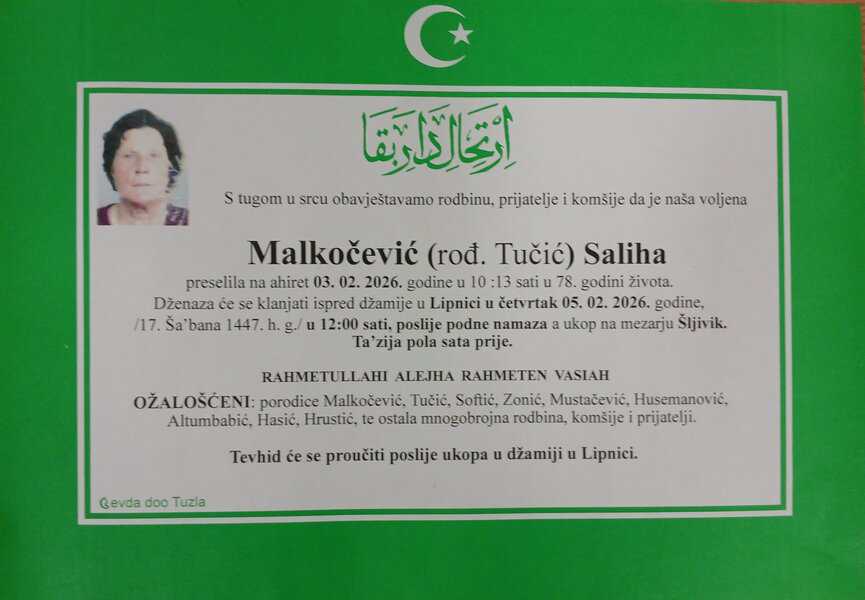 اِرْتِحَالِ دَارِ بَقَا
S tugom u srcu obavještavamo rodbinu, prijatelje i komšije da je naša voljena
Malkočević (rođ. Tučić) Saliha
preselila na ahiret 03. 02. 2026. godine u 10 :13 sati u 78. godini života.
Dženaza će se klanjati ispred džamije u Lipnici u četvrtak 05. 02. 2026. godine,
/17. Ša'bana 1447. h. g./ u 12:00 sati, poslije podne namaza a ukop na mezarju Šljivik.
Ta'zija pola sata prije.
RAHMETULLAHI ALEJHA RAHMETEN VASIAH
OŽALOŠĆENI: porodice Malkočević, Tučić, Softić, Zonić, Mustačević, Husemanović,
Altumbabić, Hasić, Hrustić, te ostala mnogobrojna rodbina, komšije i prijatelji.
Tevhid će se proučiti poslije ukopa u džamiji u Lipnici.
Qevda doo Tuzla